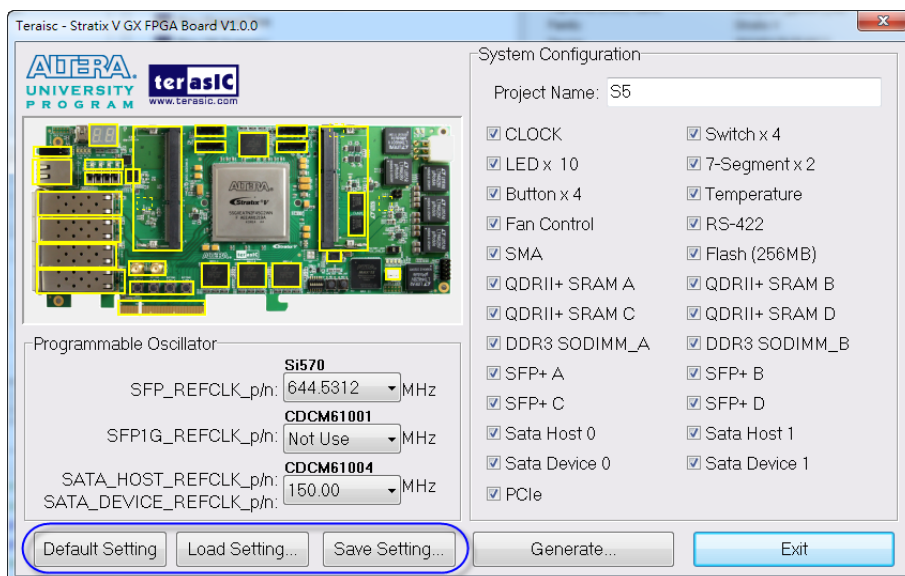 Teraisc - Stratix V GX FPGA Board V1.0.0
x
ALTERA.
UNIVERSITY
PROGRAM
terasIC
www.terasic.com
ALTERA
Stratix V
Programmable Oscillator
Si570
SFP_REFCLK_p/n: 644.5312 MHz
CDCM61001
SFP1G_REFCLK_p/n: Not Use MHz
CDCM61004
SATA_HOST_REFCLK_p/n:
SATA_DEVICE_REFCLK_p/n:
150.00 MHz
System Configuration
Project Name: S5
CLOCK
Switch x 4
LED x 10
7-Segment x 2
Button x 4
Temperature
Fan Control
RS-422
SMA
Flash (256MB)
QDRII+ SRAM A
QDRII+ SRAM B
QDRII+ SRAM C
QDRII+ SRAM D
DDR3 SODIMM_A
DDR3 SODIMM_B
SFP+ A
SFP+ B
SFP+ C
SFP+ D
Sata Host 0
Sata Host 1
Sata Device 0
Sata Device 1
PCIe
Default Setting
Load Setting...
Save Setting...
Generate...
Exit